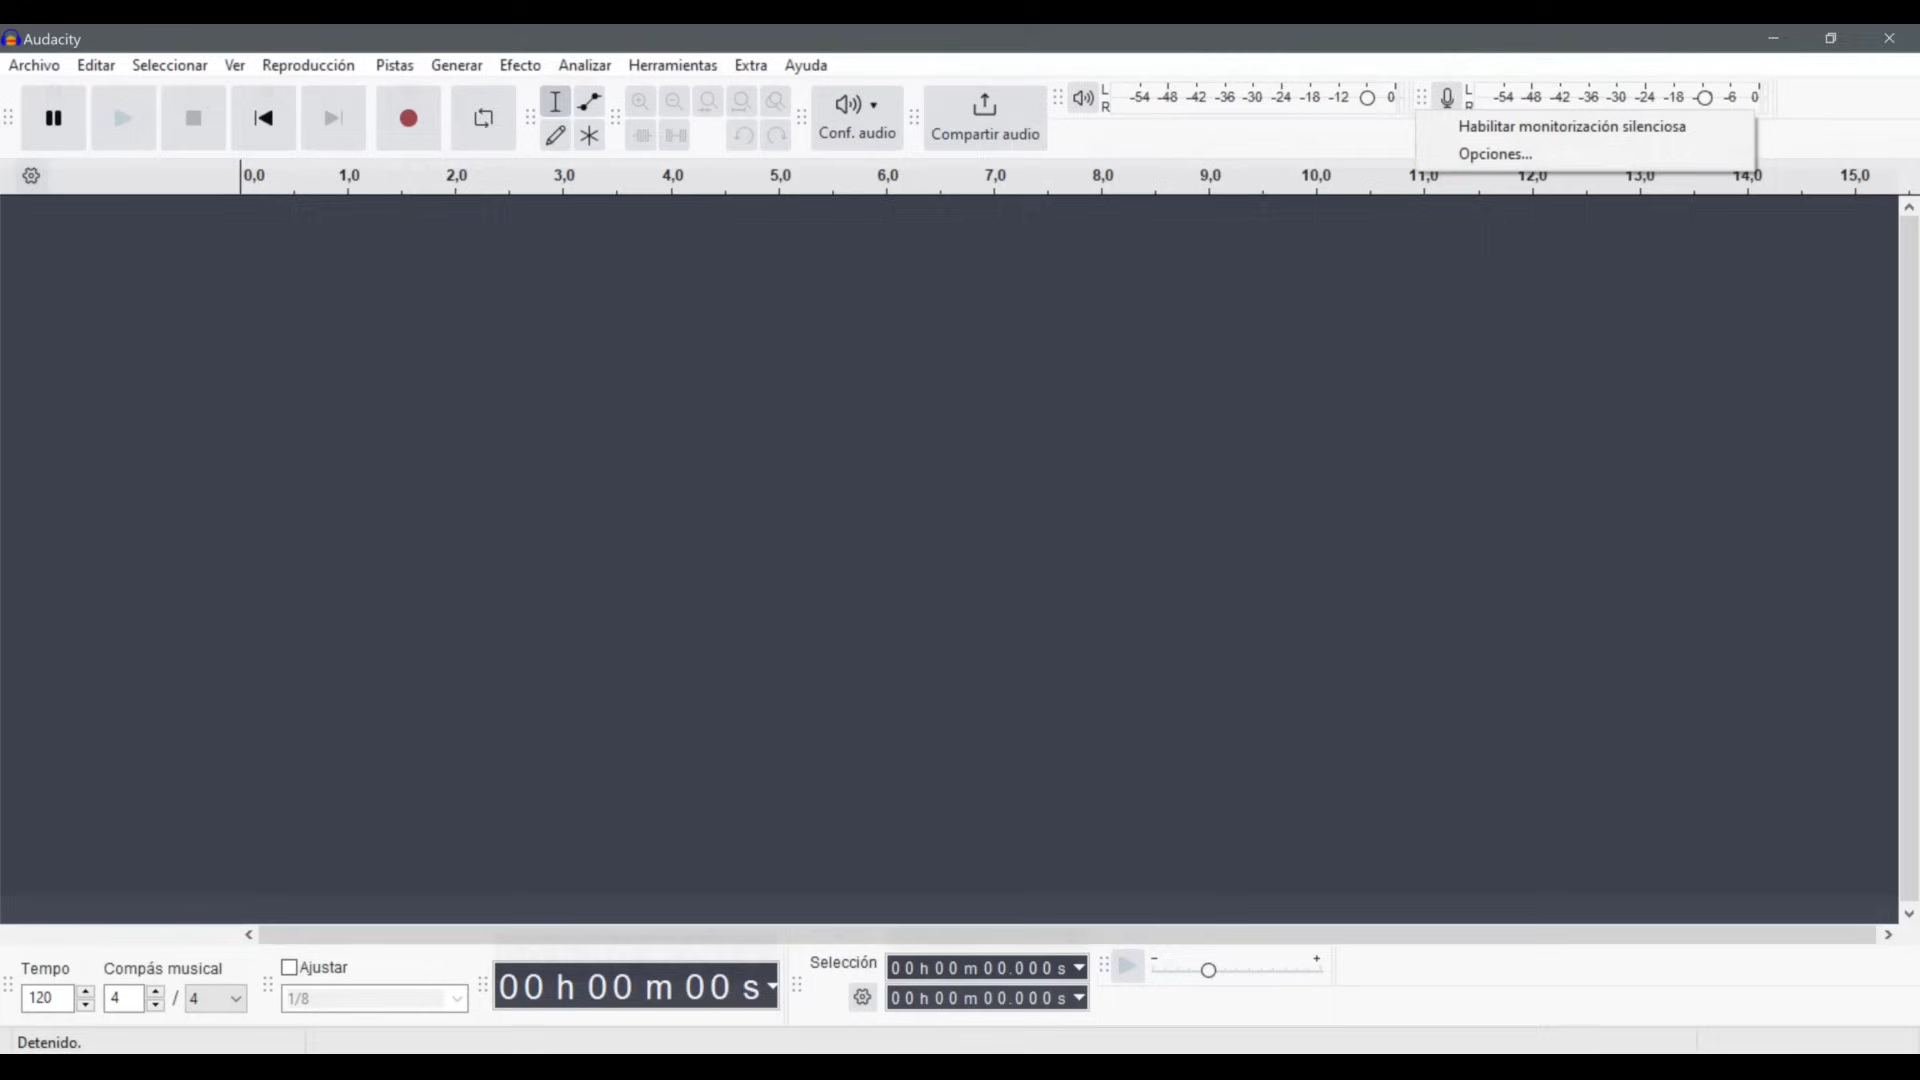 Audacity
Archivo Editar Seleccionar Ver Reproducción Pistas Generar Efecto Analizar Herramientas Extra Ayuda
Conf. audio
Compartir audio
L -54 -48 -42 -36 -30 -24 -18 -12 0
R
L -54 -48 -42 -36 -30 -24 -18 -6 0
R
Habilitar monitorización silenciosa
Opciones...
0,0 1,0 2,0 3,0 4,0 5,0 6,0 7,0 8,0 9,0 10,0 11,0 12,0 13,0 14,0 15,0
Tempo
120
Compás musical
4 / 4
Ajustar
1/8
00 h 00 m 00 s
Selección
00 h 00 m 00.000 s
00 h 00 m 00.000 s
- +
Detenido.